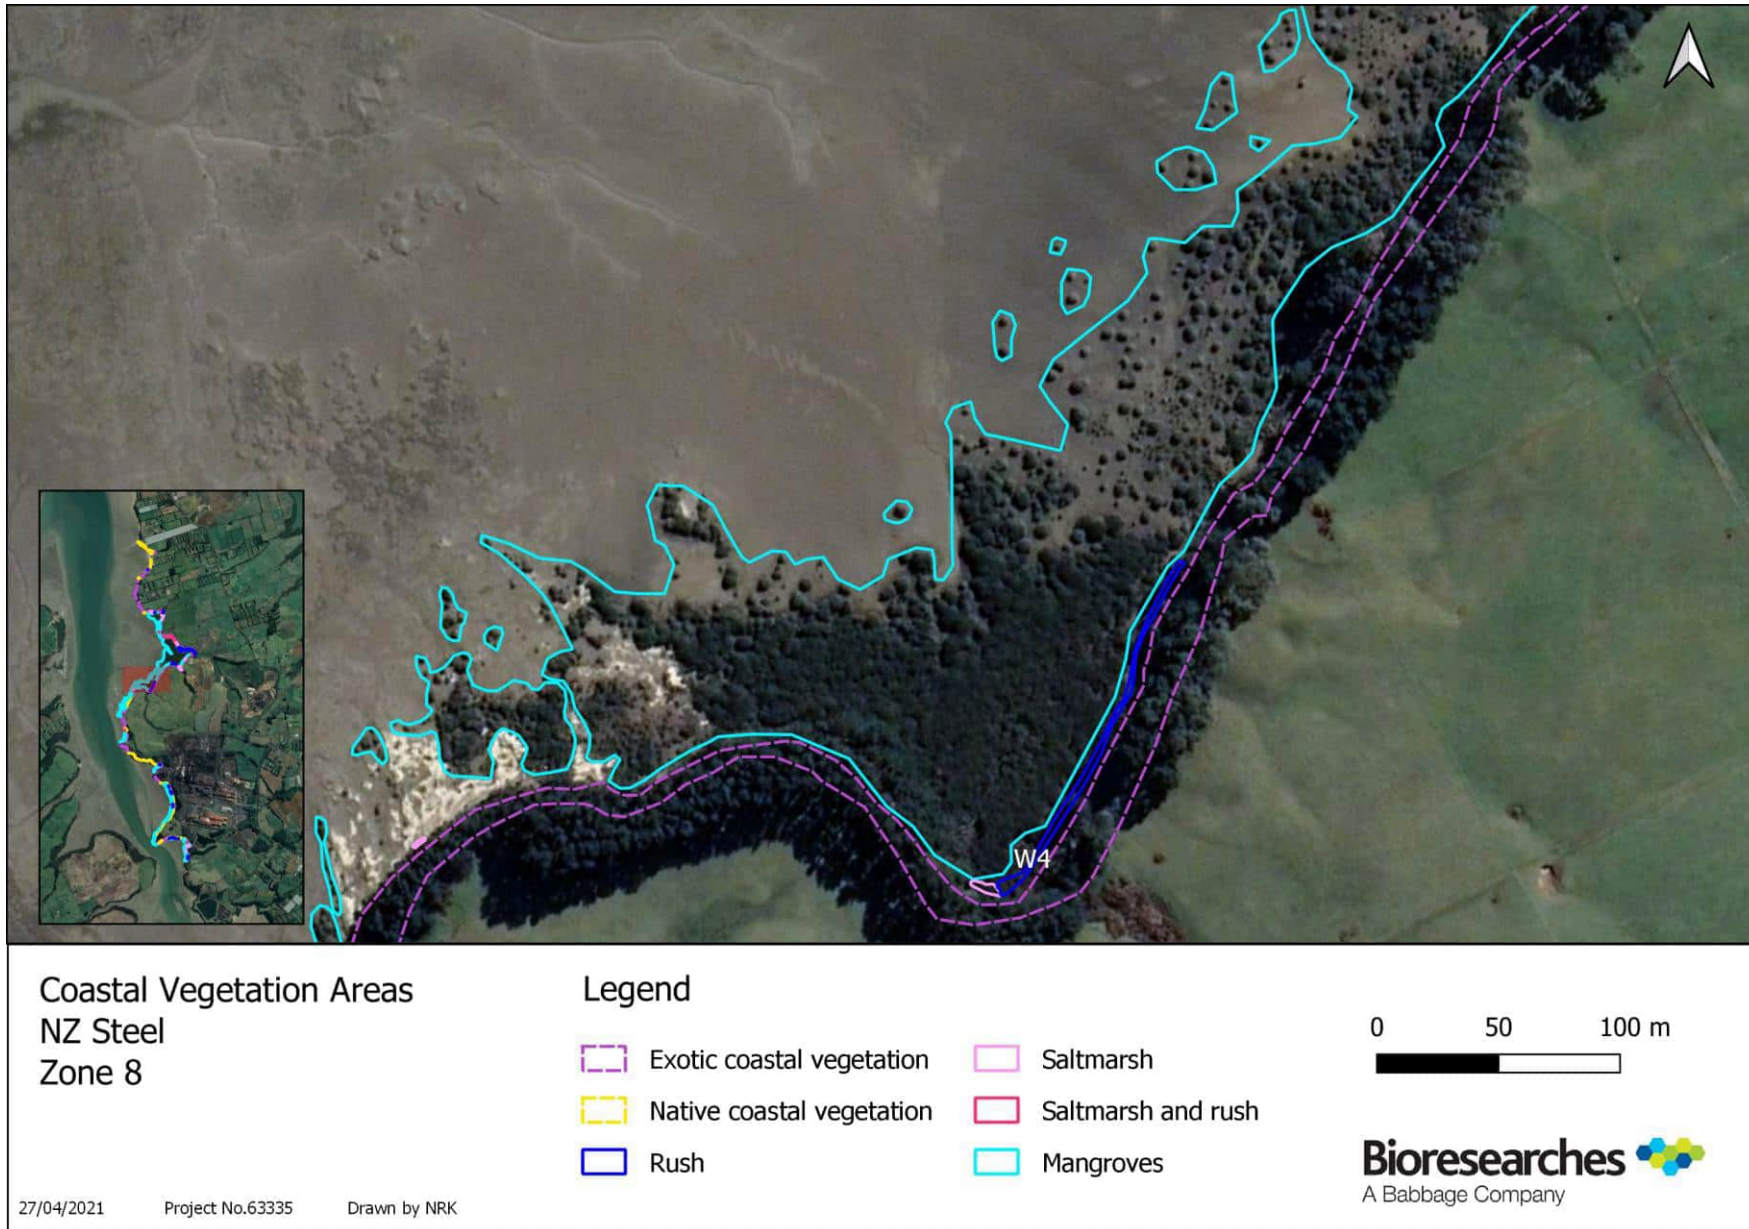 W4
Coastal Vegetation Areas
NZ Steel
Zone 8
Legend
Exotic coastal vegetation
Native coastal vegetation
Rush
Saltmarsh
Saltmarsh and rush
Mangroves
0 50 100 m
Bioresearches
A Babbage Company
27/04/2021 Project No.63335 Drawn by NRK